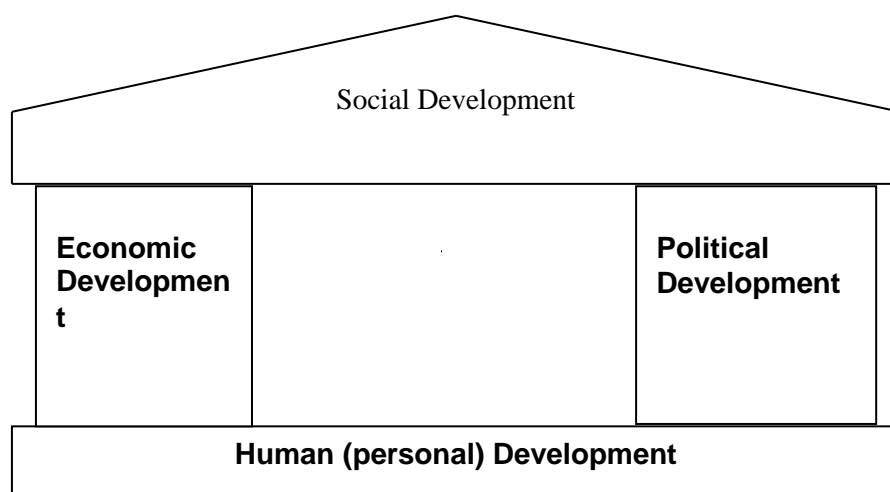 Social Development
Economic
Developmen
t
Political
Development
Human (personal) Development